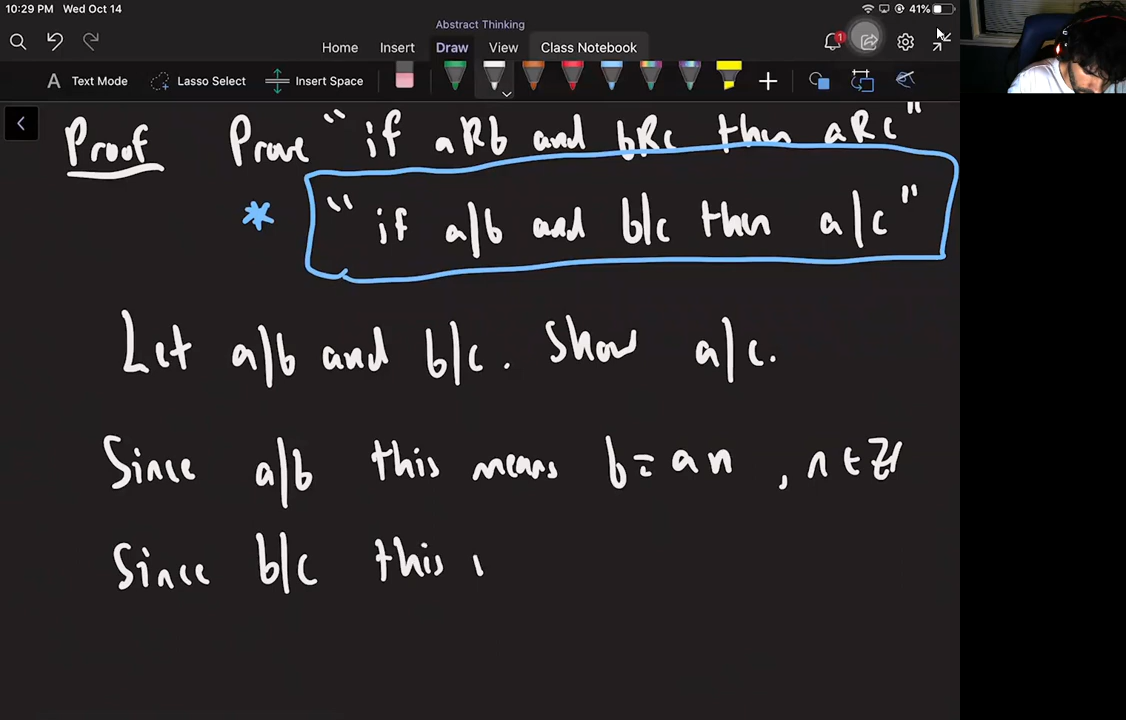 10:29 PM Wed Oct 14
41%
Abstract Thinking
Home Insert Draw View Class Notebook
1
Text Mode Lasso Select Insert Space
Proof Prove "if aRb and bRc then aRc"
* "if a|b and b|c then a|c"
Let a|b and b|c. Show a|c.
Since a|b this means b = an , n ∈ ℤ
Since b|c this